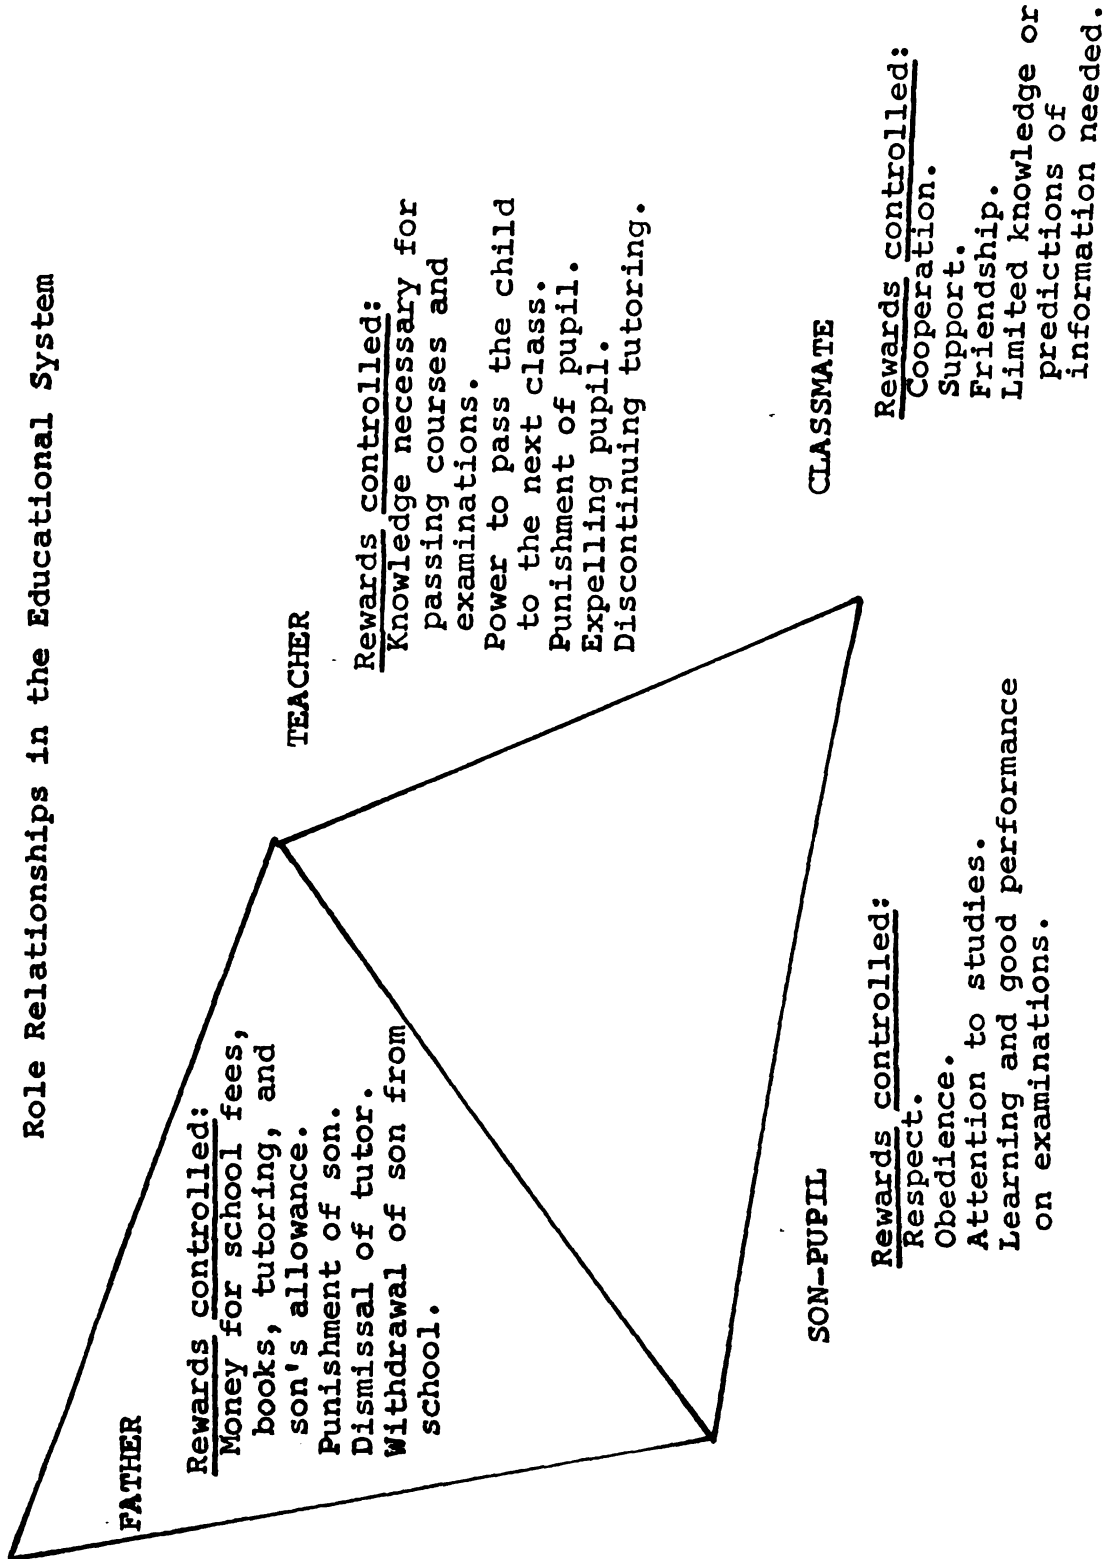 Role Relationships in the Educational System
FATHER
Rewards controlled:
Money for school fees,
books, tutoring, and
son's allowance.
Punishment of son.
Dismissal of tutor.
Withdrawal of son from
school.
TEACHER
Rewards controlled:
Knowledge necessary for
passing courses and
examinations.
Power to pass the child
to the next class.
Punishment of pupil.
Expelling pupil.
Discontinuing tutoring.
SON-PUPIL
Rewards controlled:
Respect.
Obedience.
Attention to studies.
Learning and good performance
on examinations.
CLASSMATE
Rewards controlled:
Cooperation.
Support.
Friendship.
Limited knowledge or
predictions of
information needed.